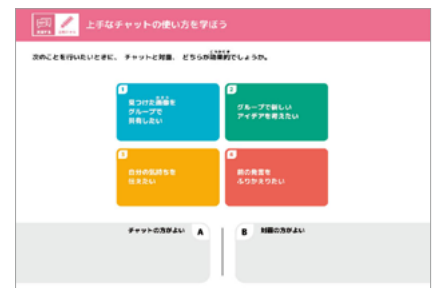 上手なチャットの使い方を学ぼう
次のことを行いたいときに、チャットと対面、どちらが効果的でしょうか。
1
見つけた画像を
グループで
共有したい
2
グループで新しい
アイデアを考えたい
3
自分の気持ちを
伝えたい
4
前の発言を
ふりかえりたい
チャットの方がよい A
B 対面の方がよい